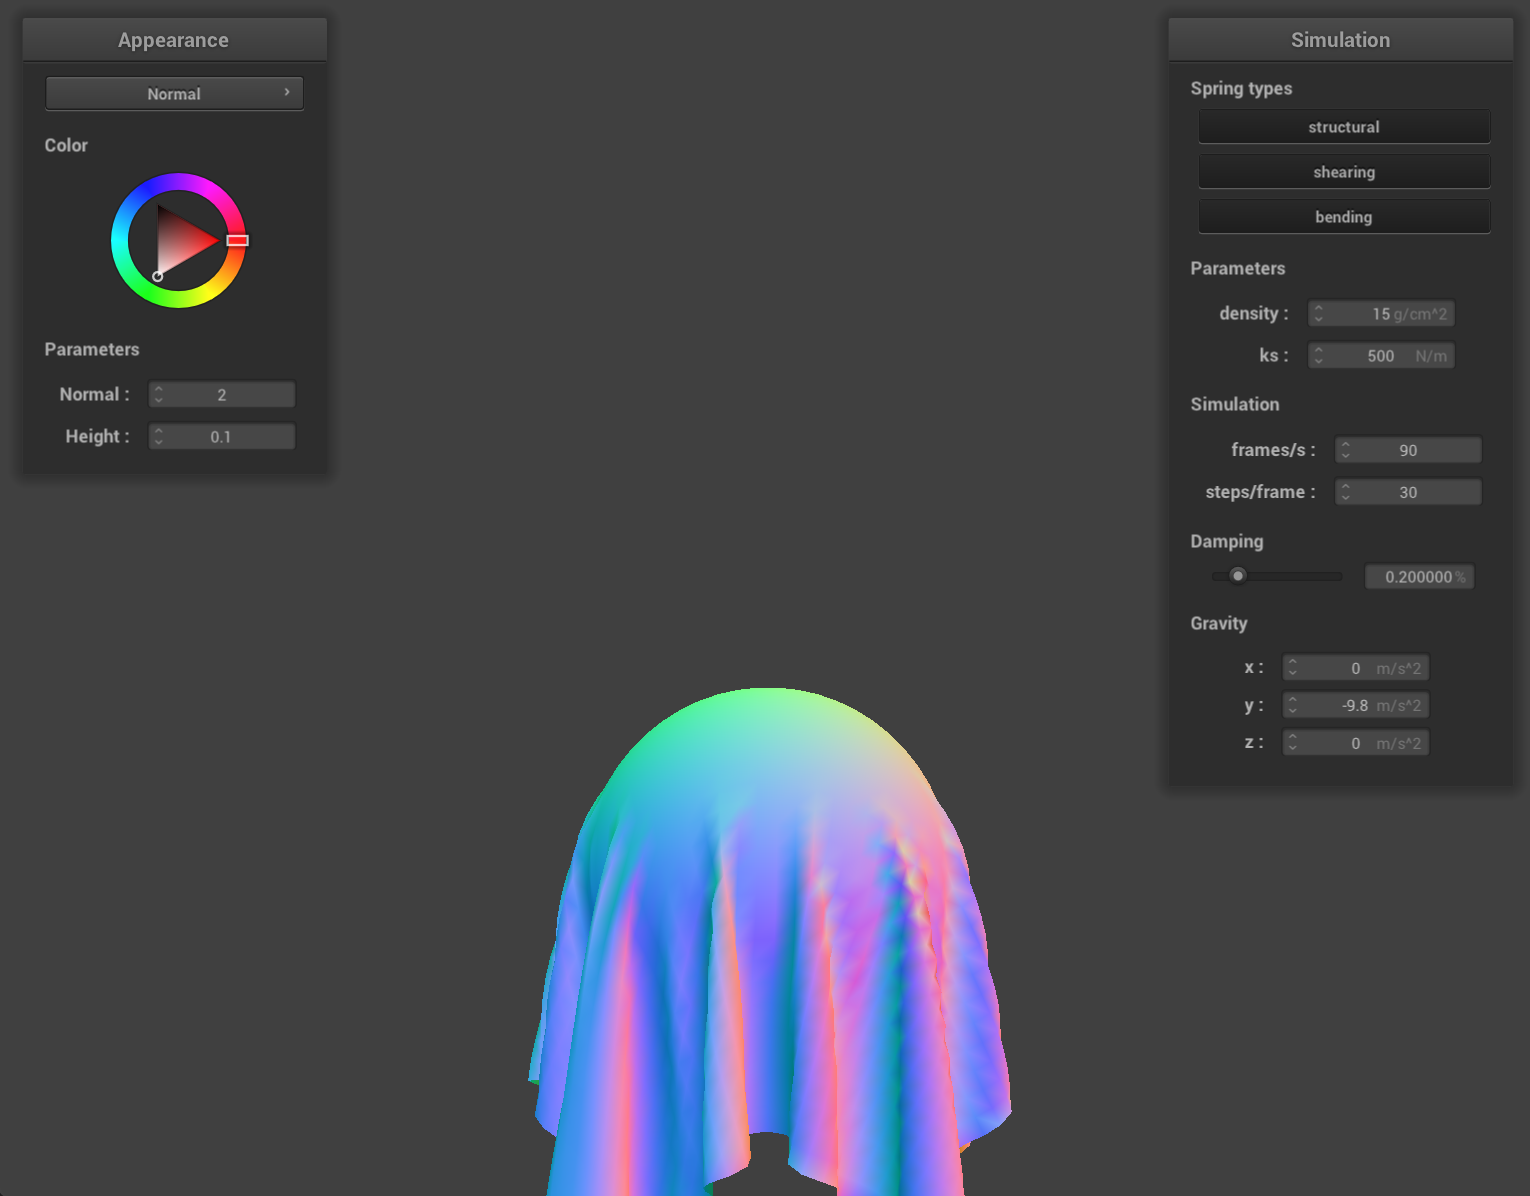 Appearance
Normal
Color
Parameters
Normal : 2
Height : 0.1
Simulation
Spring types
structural
shearing
bending
Parameters
density : 15 g/cm^2
ks : 500 N/m
Simulation
frames/s : 90
steps/frame : 30
Damping
0.200000 %
Gravity
x : 0 m/s^2
y : -9.8 m/s^2
z : 0 m/s^2